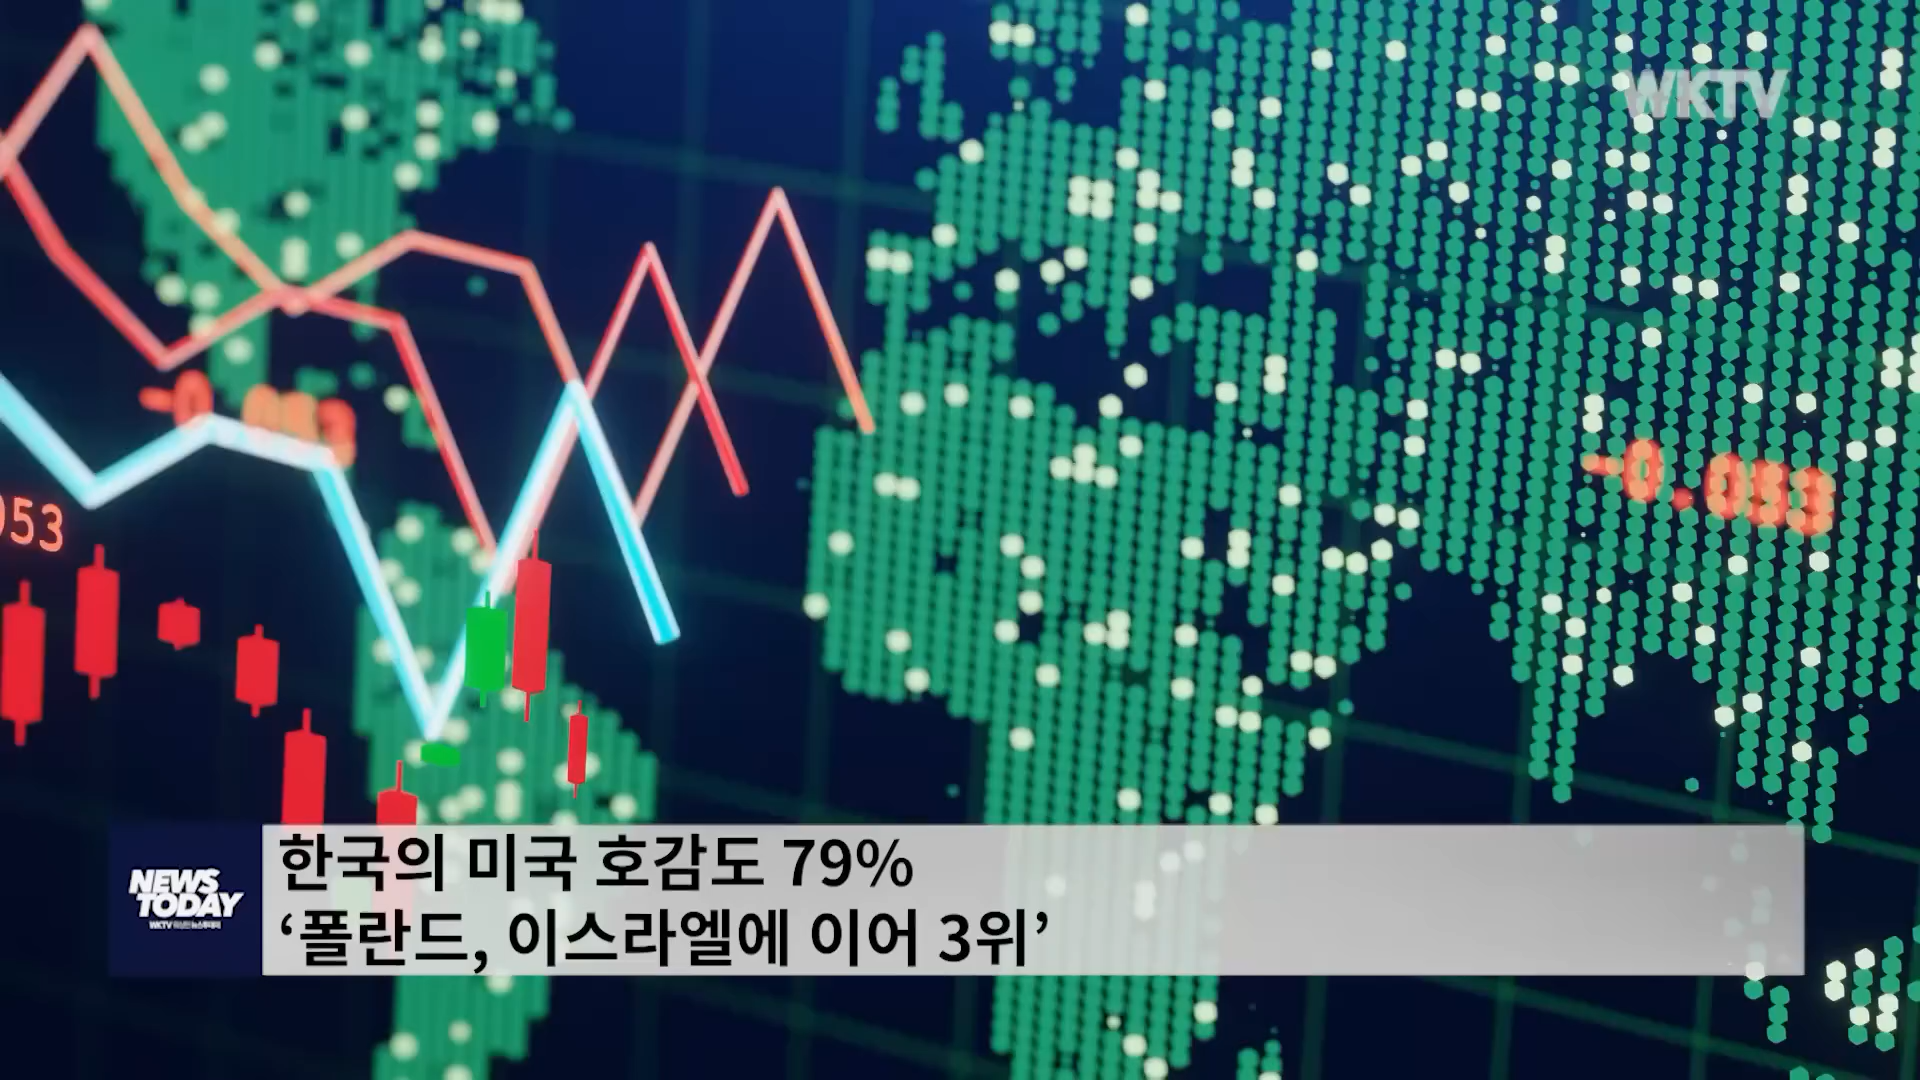 WKTV
-0.053
-0.053
053
한국의 미국 호감도 79%
‘폴란드, 이스라엘에 이어 3위’
NEWS
TODAY